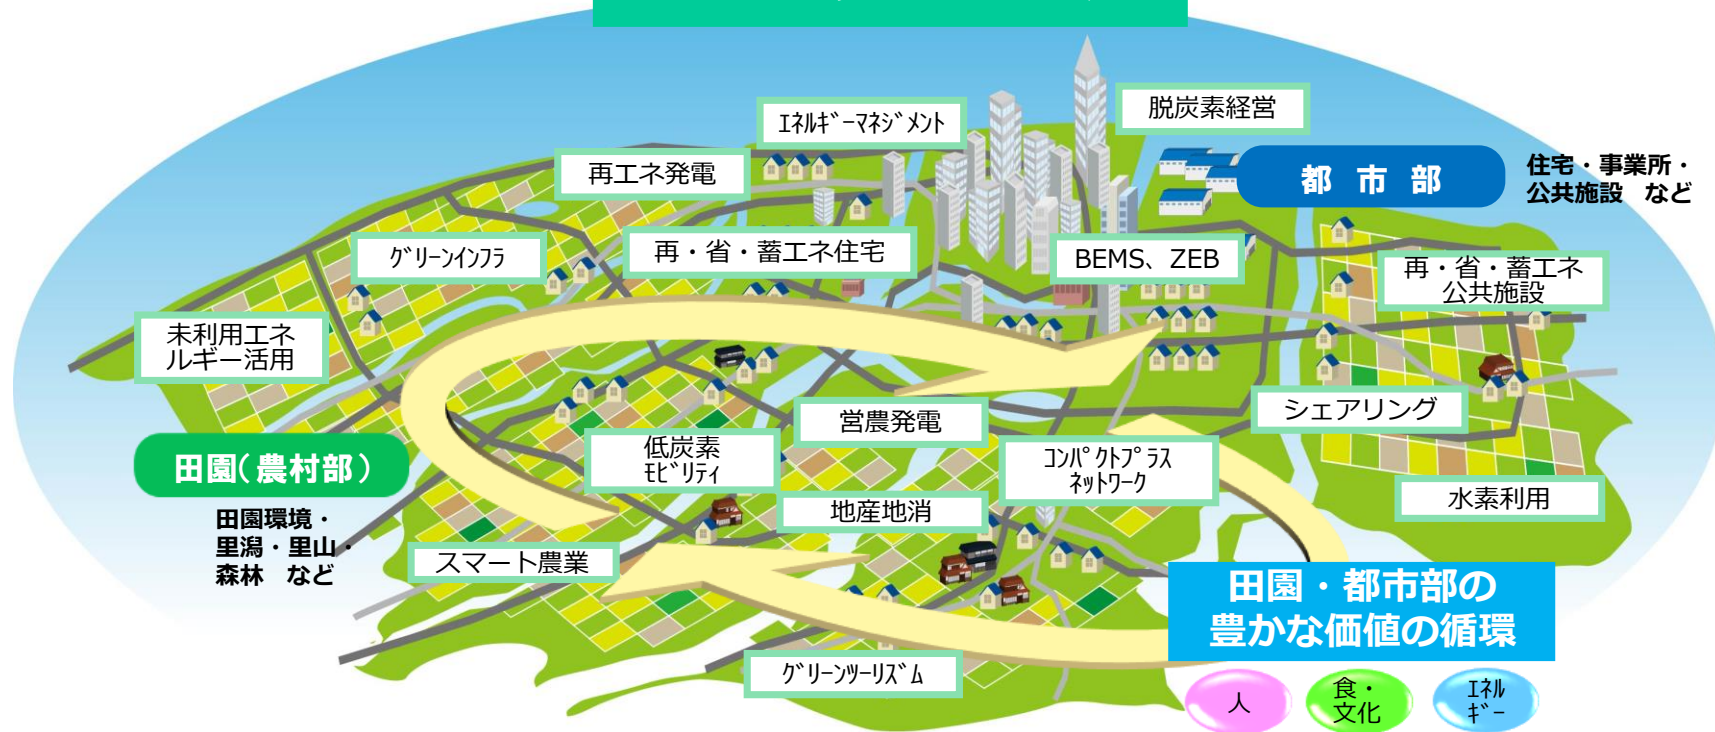 脱炭素経営
ｴﾈﾙｷﾞｰﾏﾈｼﾞﾒﾝﾄ
再エネ発電
都 市 部
住宅・事業所・
公共施設 など
ｸﾞﾘｰﾝｲﾝﾌﾗ
再・省・蓄エネ住宅
BEMS、ZEB
再・省・蓄エネ
公共施設
未利用エネ
ルギー活用
営農発電
シェアリング
田園(農村部)
低炭素
ﾓﾋﾞﾘﾃｨ
ｺﾝﾊﾟｸﾄﾌﾟﾗｽ
ﾈｯﾄﾜｰｸ
水素利用
田園環境・
里潟・里山・
森林 など
地産地消
スマート農業
田園・都市部の
豊かな価値の循環
ｸﾞﾘｰﾝﾂｰﾘｽﾞﾑ
人
食・
文化
ｴﾈﾙ
ｷﾞｰ